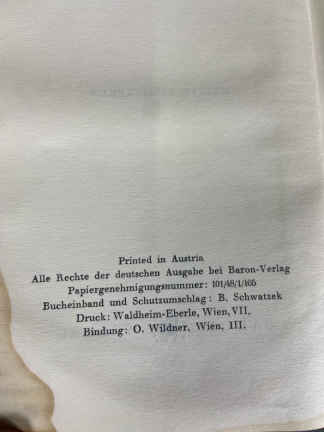 Printed in Austria
Alle Rechte der deutschen Ausgabe bei Baron-Verlag
Papiergenehmigungsnummer: 101/48/1/105
Bucheinband und Schutzumschlag: B. Schwatzek
Druck: Waldheim-Eberle, Wien, VII.
Bindung: O. Wildner, Wien, III.